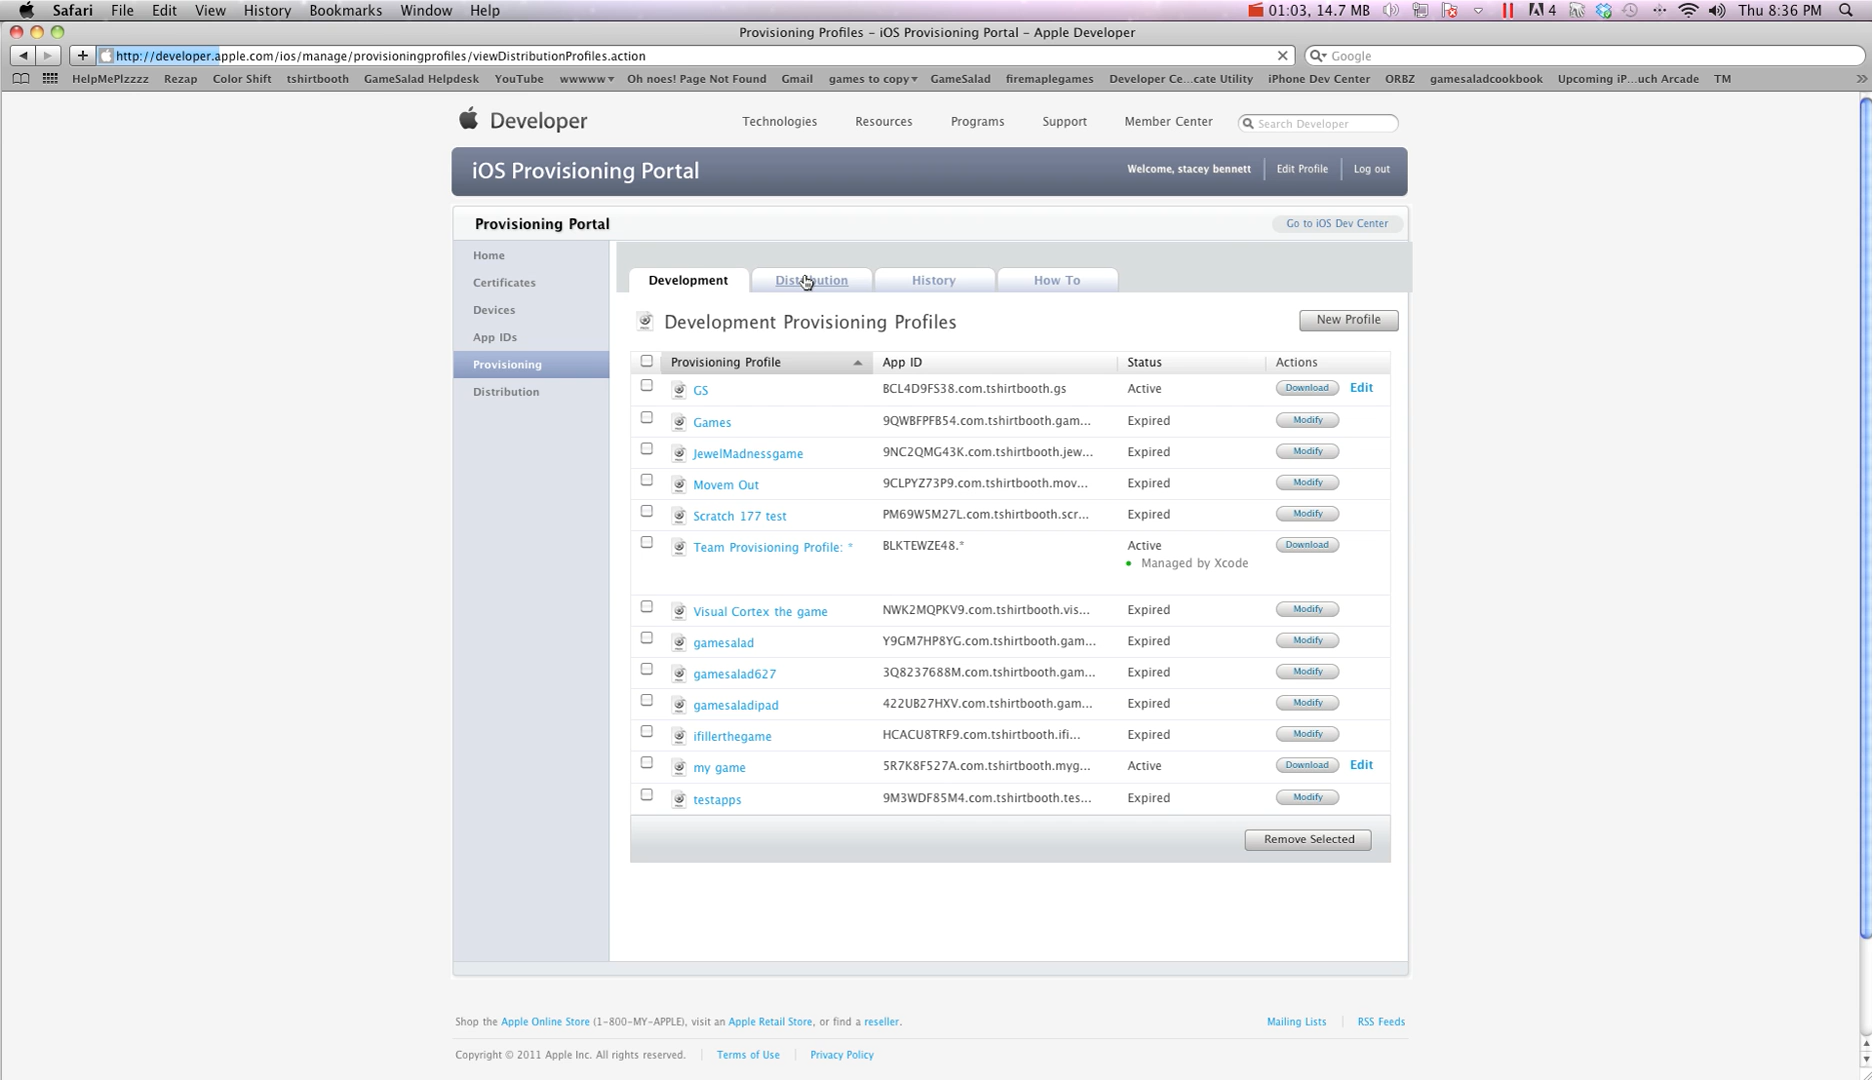 Safari File Edit View History Bookmarks Window Help 01:03, 14.7 MB 4 Thu 8:36 PM
Provisioning Profiles – iOS Provisioning Portal – Apple Developer
http://developer.apple.com/ios/manage/provisioningprofiles/viewDistributionProfiles.action Google
HelpMePlzzzz Rezap Color Shift tshirtbooth GameSalad Helpdesk YouTube wwwww Oh noes! Page Not Found Gmail games to copy GameSalad firemaplegames Developer Ce...cate Utility iPhone Dev Center ORBZ gamesaladcookbook Upcoming iP...uch Arcade TM
Developer Technologies Resources Programs Support Member Center Search Developer
iOS Provisioning Portal Welcome, stacey bennett Edit Profile Log out
Provisioning Portal Go to iOS Dev Center
Home
Certificates
Devices
App IDs
Provisioning
Distribution
Development Distribution History How To
Development Provisioning Profiles New Profile
Provisioning Profile App ID Status Actions
GS BCL4D9FS38.com.tshirtbooth.gs Active Download Edit
Games 9QWBFPFB54.com.tshirtbooth.gam... Expired Modify
JewelMadnessgame 9NC2QMG43K.com.tshirtbooth.jew... Expired Modify
Movem Out 9CLPYZ73P9.com.tshirtbooth.mov... Expired Modify
Scratch 177 test PM69W5M27L.com.tshirtbooth.scr... Expired Modify
Team Provisioning Profile: * BLKTEWZE48.* Active Download
Managed by Xcode
Visual Cortex the game NWK2MQPKV9.com.tshirtbooth.vis... Expired Modify
gamesalad Y9GM7HP8YG.com.tshirtbooth.gam... Expired Modify
gamesalad627 3Q8237688M.com.tshirtbooth.gam... Expired Modify
gamesaladipad 422UB27HXV.com.tshirtbooth.gam... Expired Modify
ifillerthegame HCACU8TRF9.com.tshirtbooth.ifi... Expired Modify
my game 5R7K8F527A.com.tshirtbooth.myg... Active Download Edit
testapps 9M3WDF85M4.com.tshirtbooth.tes... Expired Modify
Remove Selected
Shop the Apple Online Store (1-800-MY-APPLE), visit an Apple Retail Store, or find a reseller. Mailing Lists RSS Feeds
Copyright © 2011 Apple Inc. All rights reserved. Terms of Use Privacy Policy